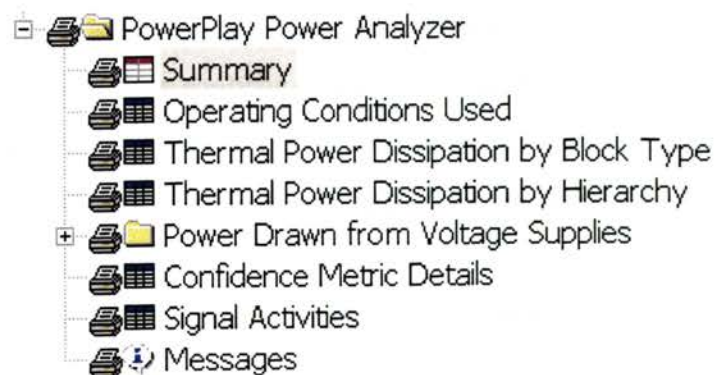 PowerPlay Power Analyzer
Summary
Operating Conditions Used
Thermal Power Dissipation by Block Type
Thermal Power Dissipation by Hierarchy
Power Drawn from Voltage Supplies
Confidence Metric Details
Signal Activities
Messages